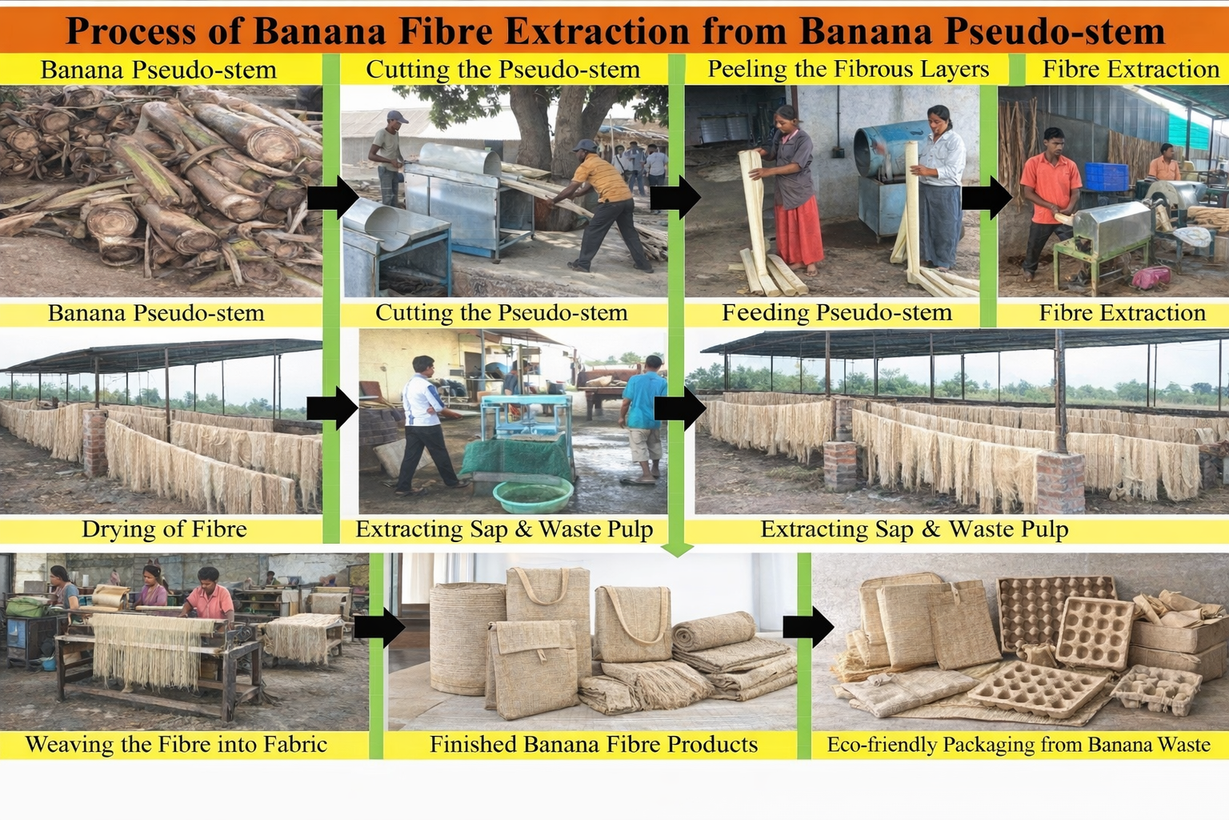 Process of Banana Fibre Extraction from Banana Pseudo-stem
Banana Pseudo-stem
Cutting the Pseudo-stem
Peeling the Fibrous Layers
Fibre Extraction
Banana Pseudo-stem
Cutting the Pseudo-stem
Feeding Pseudo-stem
Fibre Extraction
Drying of Fibre
Extracting Sap & Waste Pulp
Extracting Sap & Waste Pulp
Weaving the Fibre into Fabric
Finished Banana Fibre Products
Eco-friendly Packaging from Banana Waste